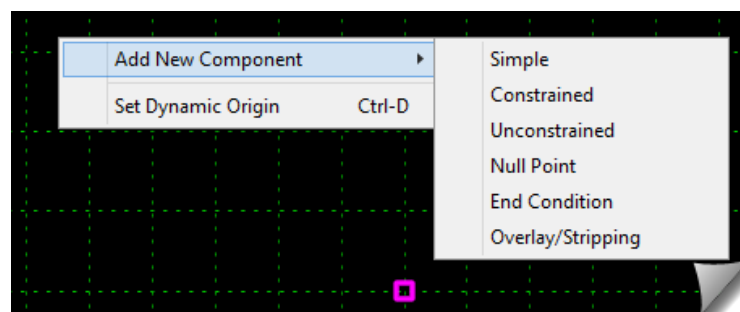 Add New Component
Set Dynamic Origin Ctrl-D
Simple
Constrained
Unconstrained
Null Point
End Condition
Overlay/Stripping